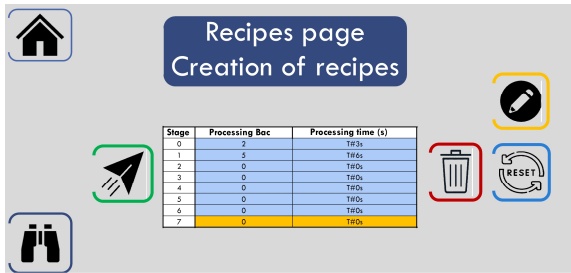 Recipes page
Creation of recipes
Stage Processing Bac Processing time (s)
0 2 T#3s
1 5 T#6s
2 0 T#0s
3 0 T#0s
4 0 T#0s
5 0 T#0s
6 0 T#0s
7 0 T#0s
RESET